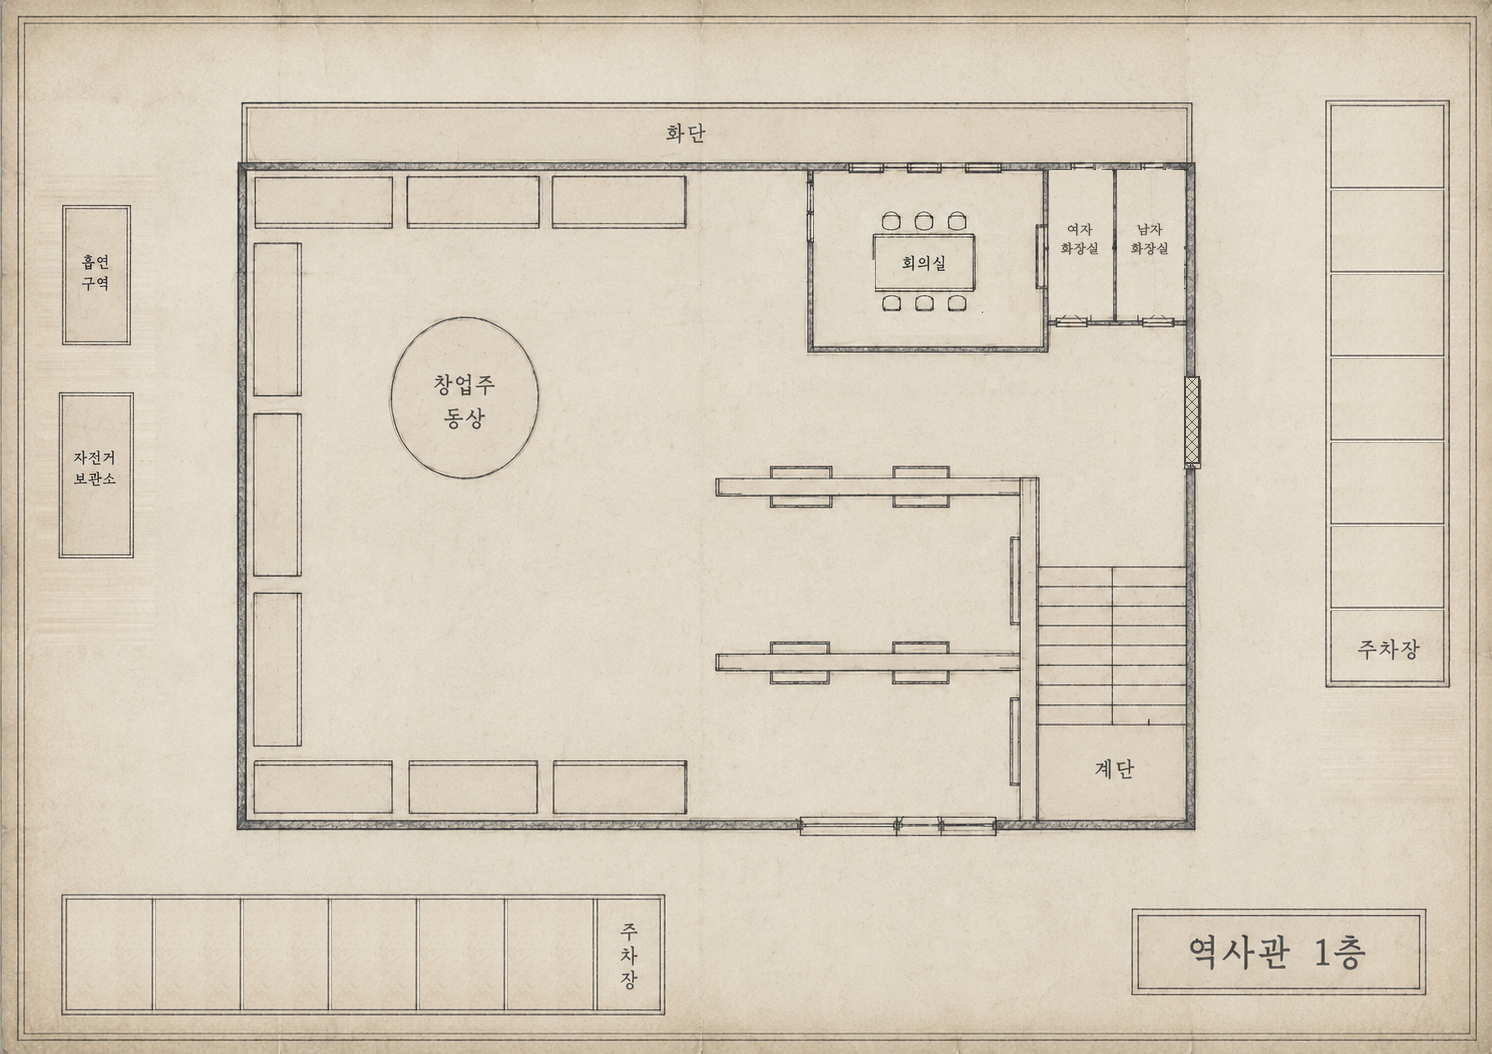 화단
흡연
구역
여자
화장실
남자
화장실
회의실
창업주
동상
자전거
보관소
주차장
계단
주
차
장
역사관 1층